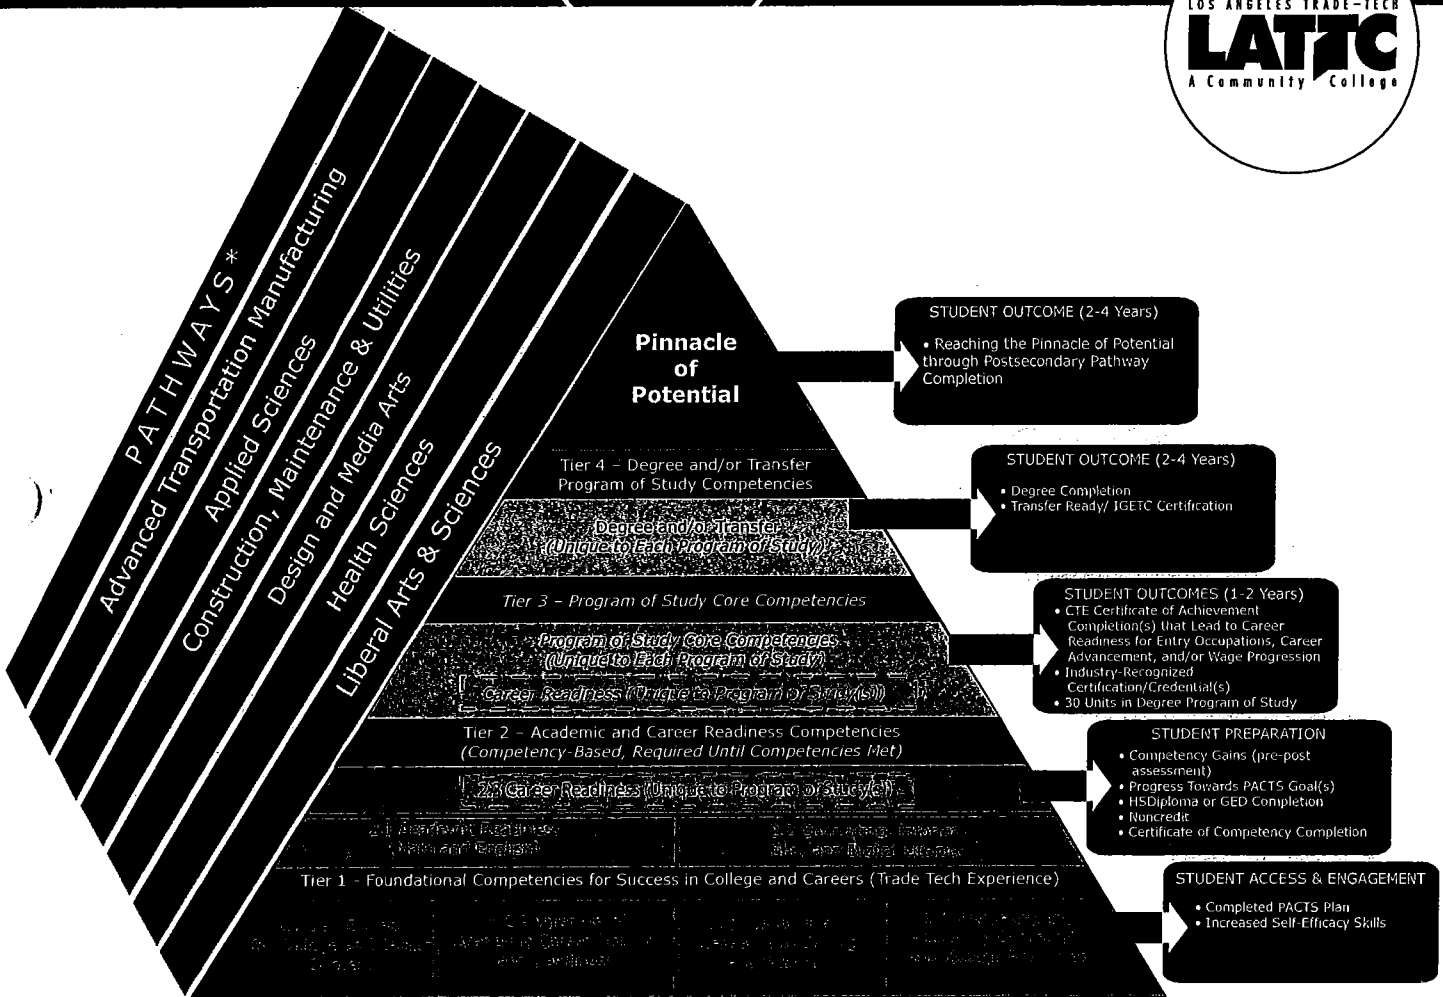 LOS ANGELES TRADE-TECH
LATTC
A Community College
PATHWAYS*
Advanced Transportation Manufacturing
Applied Sciences
Construction, Maintenance & Utilities
Design and Media Arts
Health Sciences
Liberal Arts & Sciences
Pinnacle
of
Potential
STUDENT OUTCOME (2-4 Years)
• Reaching the Pinnacle of Potential
through Postsecondary Pathway
Completion
Tier 4 – Degree and/or Transfer
Program of Study Competencies
Degree and/or Transfer
(Unique to Each Program of Study)
STUDENT OUTCOME (2-4 Years)
• Degree Completion
• Transfer Ready/ IGETC Certification
Tier 3 – Program of Study Core Competencies
Program of Study Core Competencies
(Unique to Each Program of Study)
Career Readiness (Unique to Program of Study(s))
STUDENT OUTCOMES (1-2 Years)
• CTE Certificate of Achievement
Completion(s) that Lead to Career
Readiness for Entry Occupations, Career
Advancement, and/or Wage Progression
• Industry-Recognized
Certification/Credential(s)
• 30 Units in Degree Program of Study
Tier 2 – Academic and Career Readiness Competencies
(Competency-Based, Required Until Competencies Met)
2.3 Career Readiness (Unique to Program of Study(s))
2.1 Academic Readiness
(Math and English)
STUDENT PREPARATION
• Competency Gains (pre-post
assessment)
• Progress Towards PACTS Goal(s)
• HSDiploma or GED Completion
• Noncredit
• Certificate of Competency Completion
Tier 1 - Foundational Competencies for Success in College and Careers (Trade Tech Experience)
STUDENT ACCESS & ENGAGEMENT
• Completed PACTS Plan
• Increased Self-Efficacy Skills